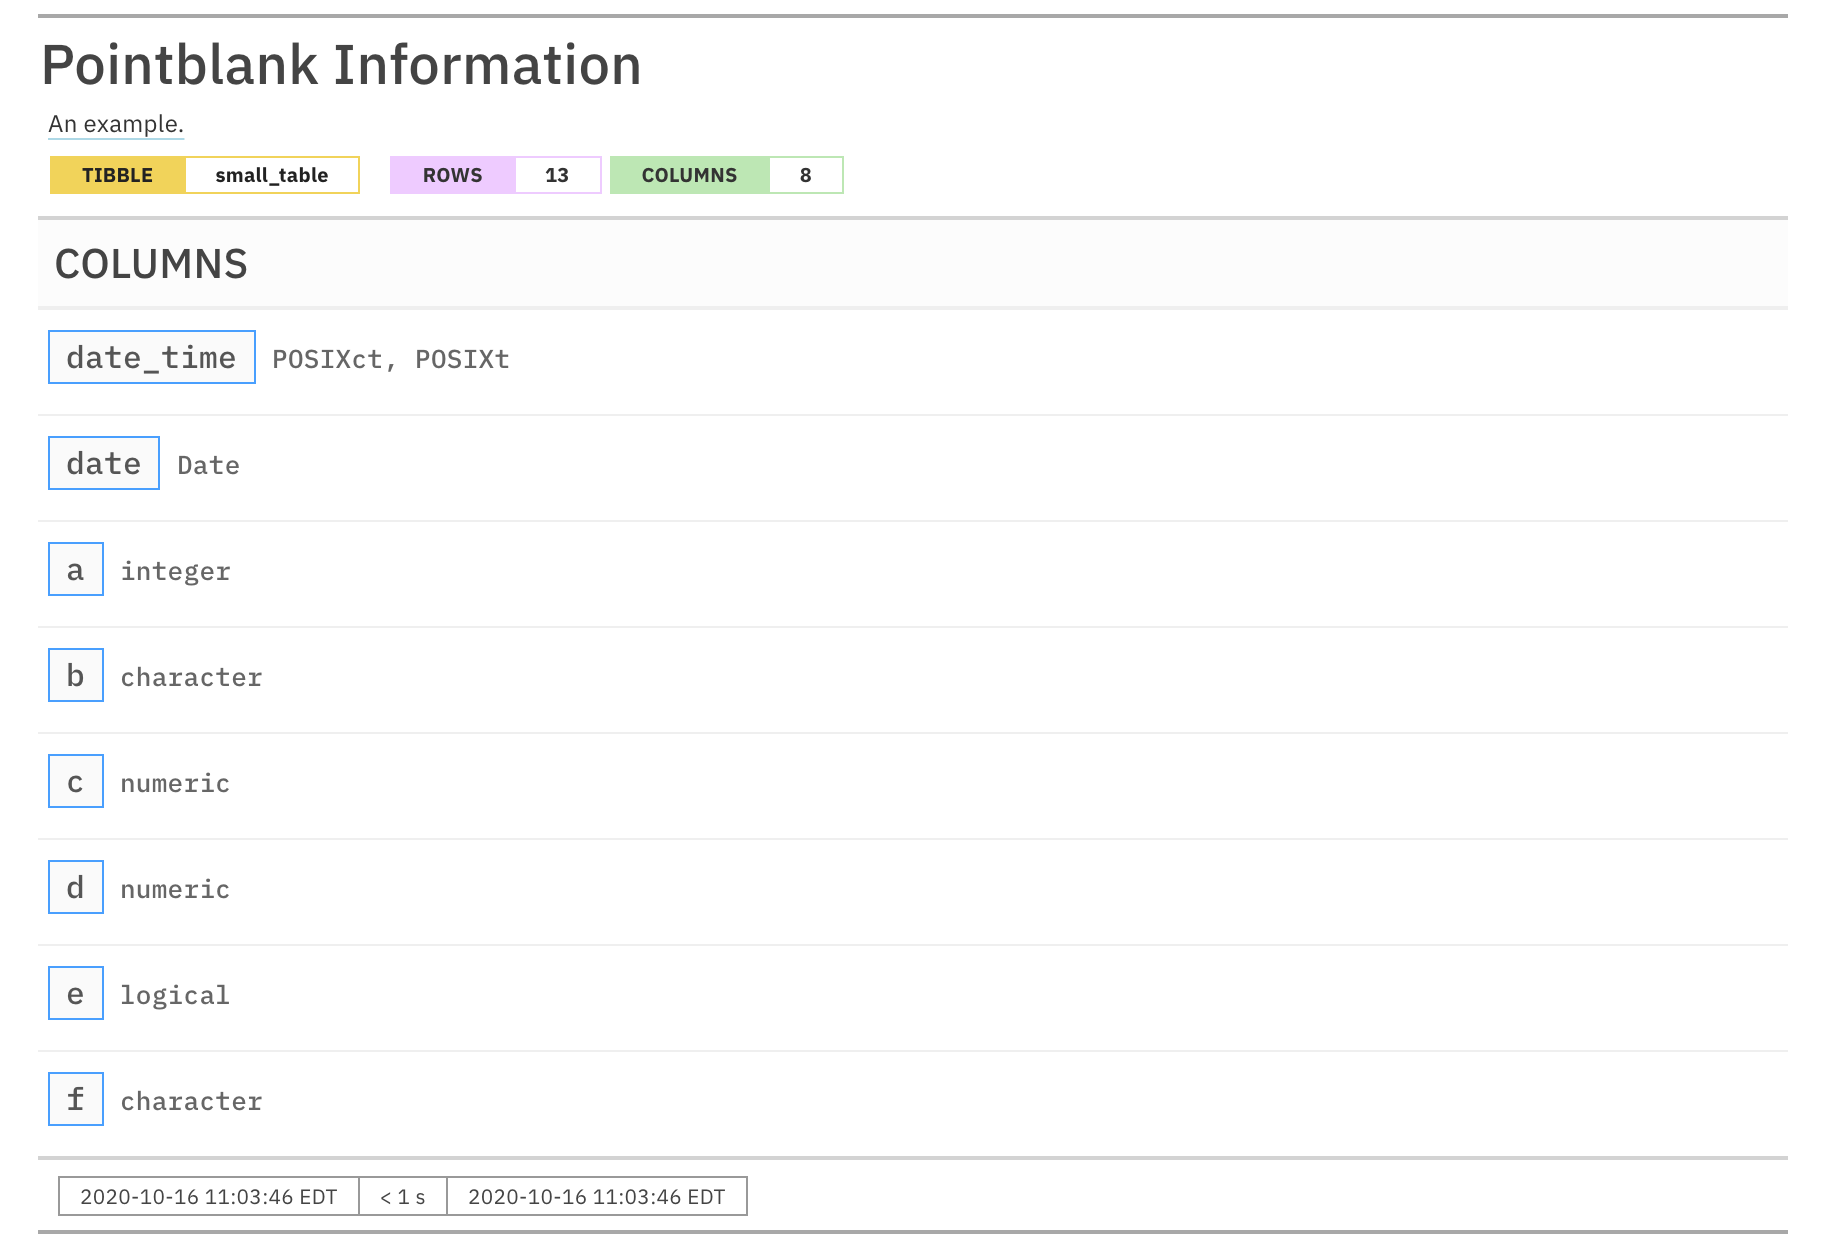 Pointblank Information
An example.
TIBBLE small_table ROWS 13 COLUMNS 8
COLUMNS
date_time POSIXct, POSIXt
date Date
a integer
b character
c numeric
d numeric
e logical
f character
2020-10-16 11:03:46 EDT < 1 s 2020-10-16 11:03:46 EDT